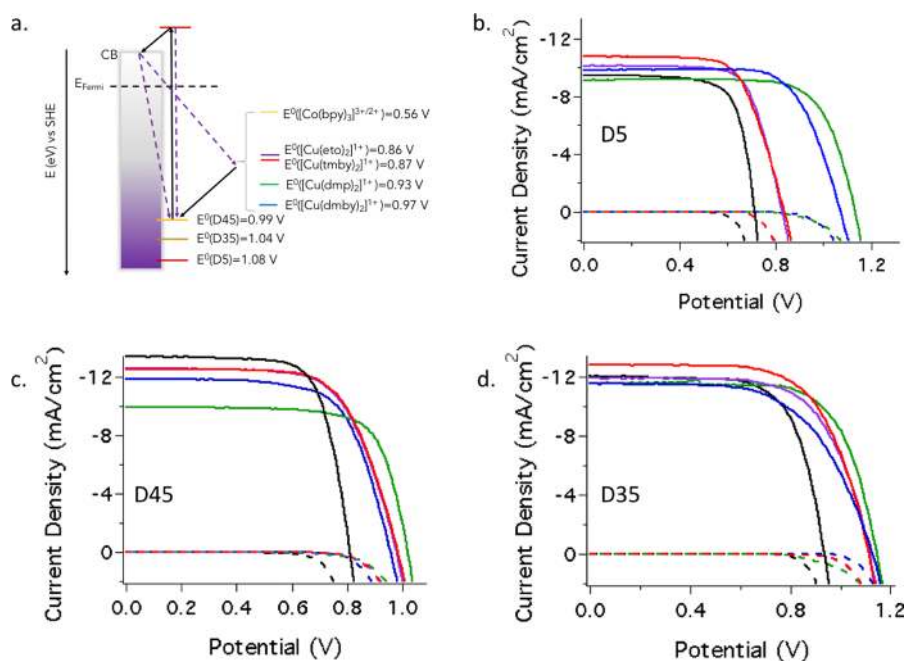 a.
CB
E_Fermi
E (eV) vs SHE
E⁰([Co(bpy)₃]³⁺/²⁺)=0.56 V
E⁰([Cu(eto)₂]¹⁺)=0.86 V
E⁰([Cu(tmby)₂]¹⁺)=0.87 V
E⁰([Cu(dmp)₂]¹⁺)=0.93 V
E⁰([Cu(dmby)₂]¹⁺)=0.97 V
E⁰(D45)=0.99 V
E⁰(D35)=1.04 V
E⁰(D5)=1.08 V
b.
Current Density (mA/cm²)
-12
-8
-4
0
D5
0.0 0.4 0.8 1.2
Potential (V)
c.
Current Density (mA/cm²)
-12
-8
-4
0
D45
0.0 0.2 0.4 0.6 0.8 1.0
Potential (V)
d.
Current Density (mA/cm²)
-12
-8
-4
0
D35
0.0 0.4 0.8 1.2
Potential (V)